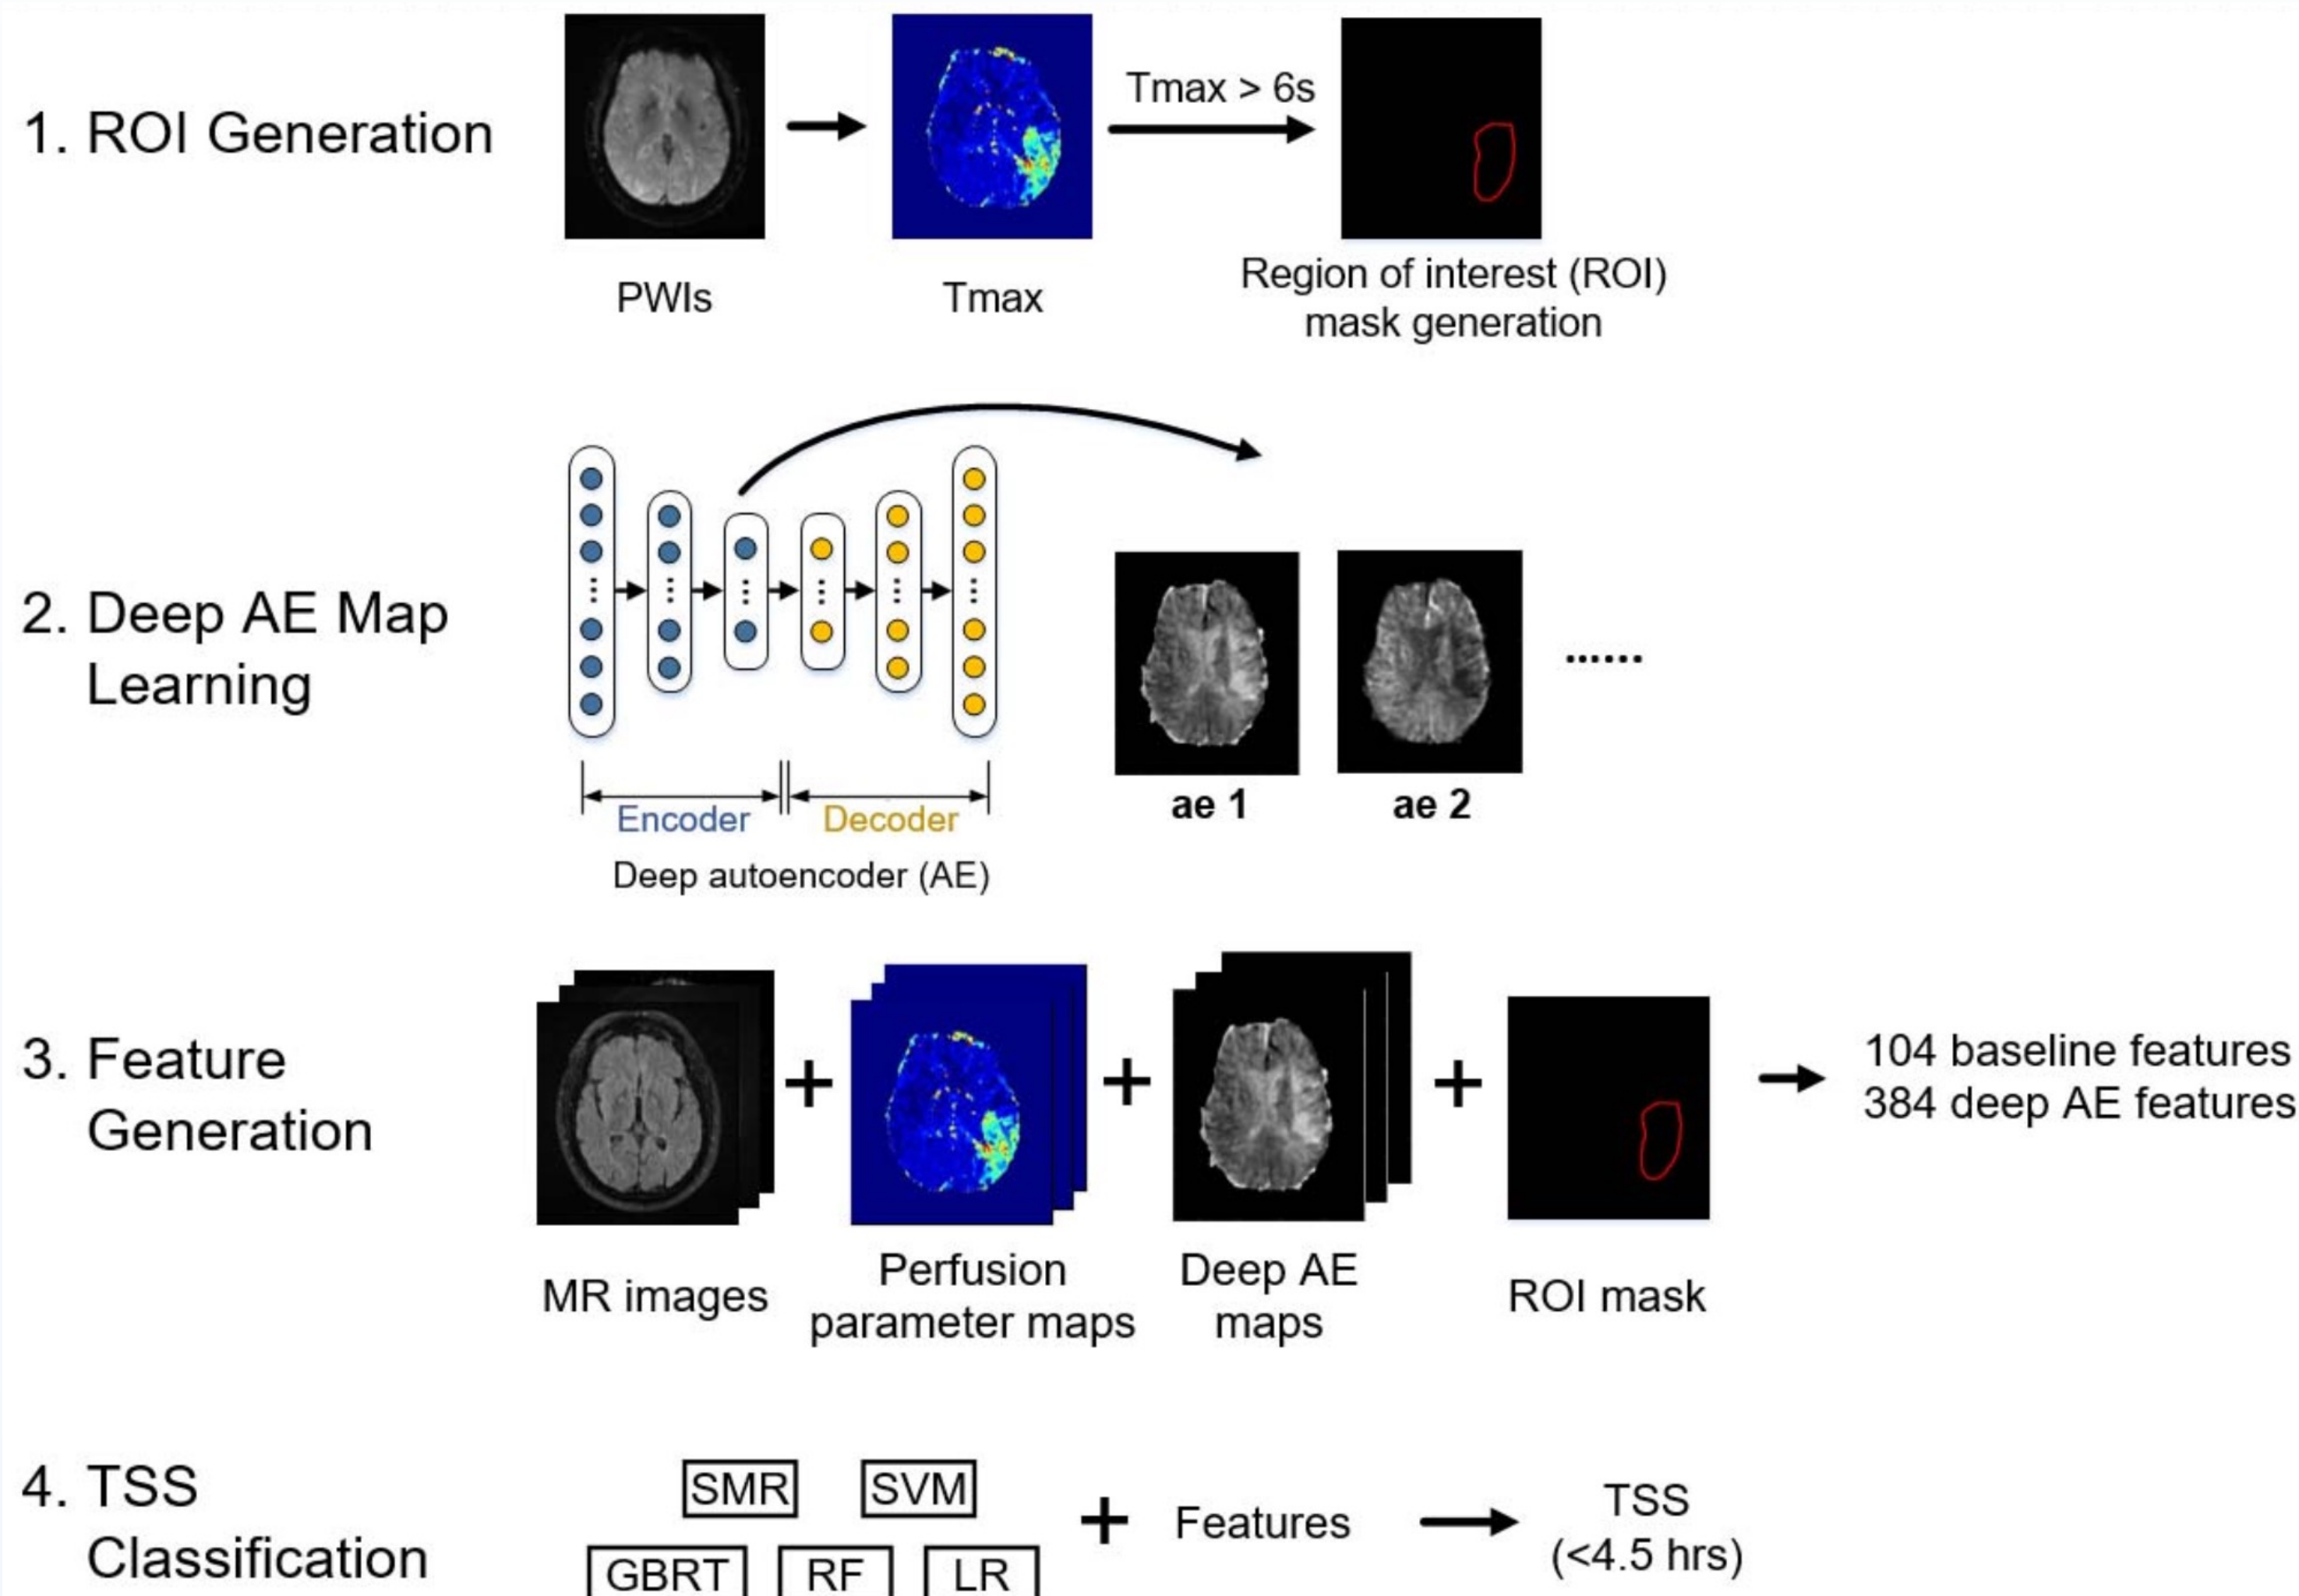 1. ROI Generation
PWIs
Tmax
Tmax > 6s
Region of interest (ROI)
mask generation
2. Deep AE Map
Learning
Encoder
Decoder
Deep autoencoder (AE)
ae 1
ae 2
......
3. Feature
Generation
MR images
+
Perfusion
parameter maps
+
Deep AE
maps
+
ROI mask
104 baseline features
384 deep AE features
4. TSS
Classification
SMR
SVM
GBRT
RF
LR
+
Features
TSS
(<4.5 hrs)